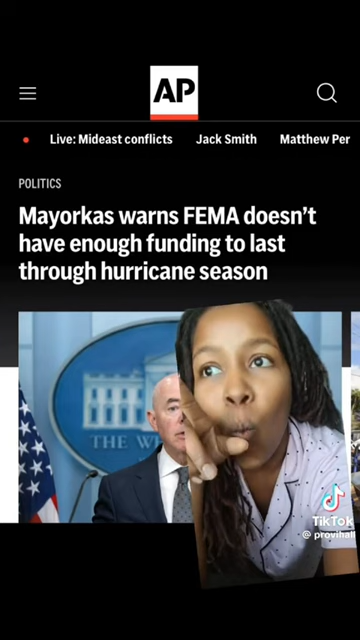 AP
Live: Mideast conflicts Jack Smith Matthew Per
POLITICS
Mayorkas warns FEMA doesn't
have enough funding to last
through hurricane season
THE W
TikTok
@ provihall